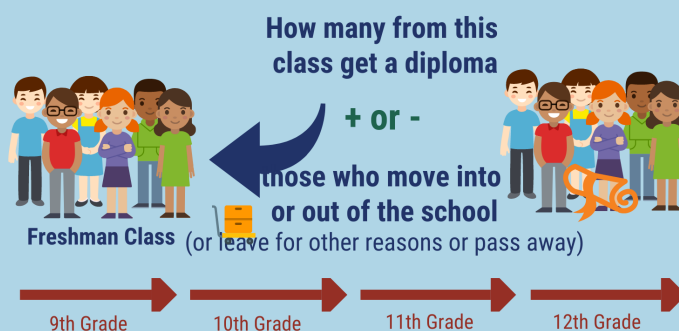 How many from this
class get a diploma
+ or -
those who move into
or out of the school
Freshman Class
(or leave for other reasons or pass away)
9th Grade
10th Grade
11th Grade
12th Grade